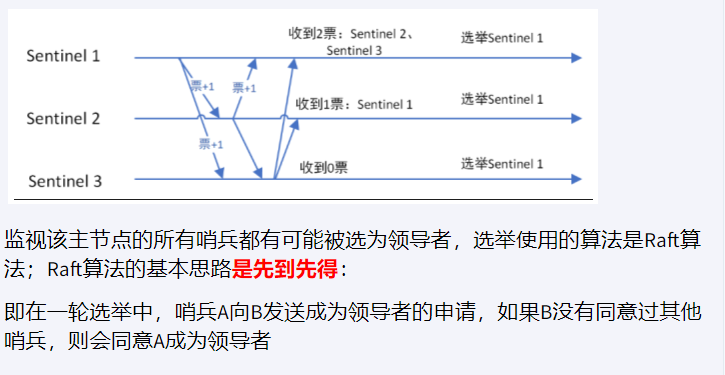 收到2票：Sentinel 2、
Sentinel 3
选举Sentinel 1
Sentinel 1
票+1
票+1
收到1票：Sentinel 1
选举Sentinel 1
Sentinel 2
票+1
收到0票
选举Sentinel 1
Sentinel 3
监视该主节点的所有哨兵都有可能被选为领导者，选举使用的算法是Raft算
法；Raft算法的基本思路是先到先得：
即在一轮选举中，哨兵A向B发送成为领导者的申请，如果B没有同意过其他
哨兵，则会同意A成为领导者